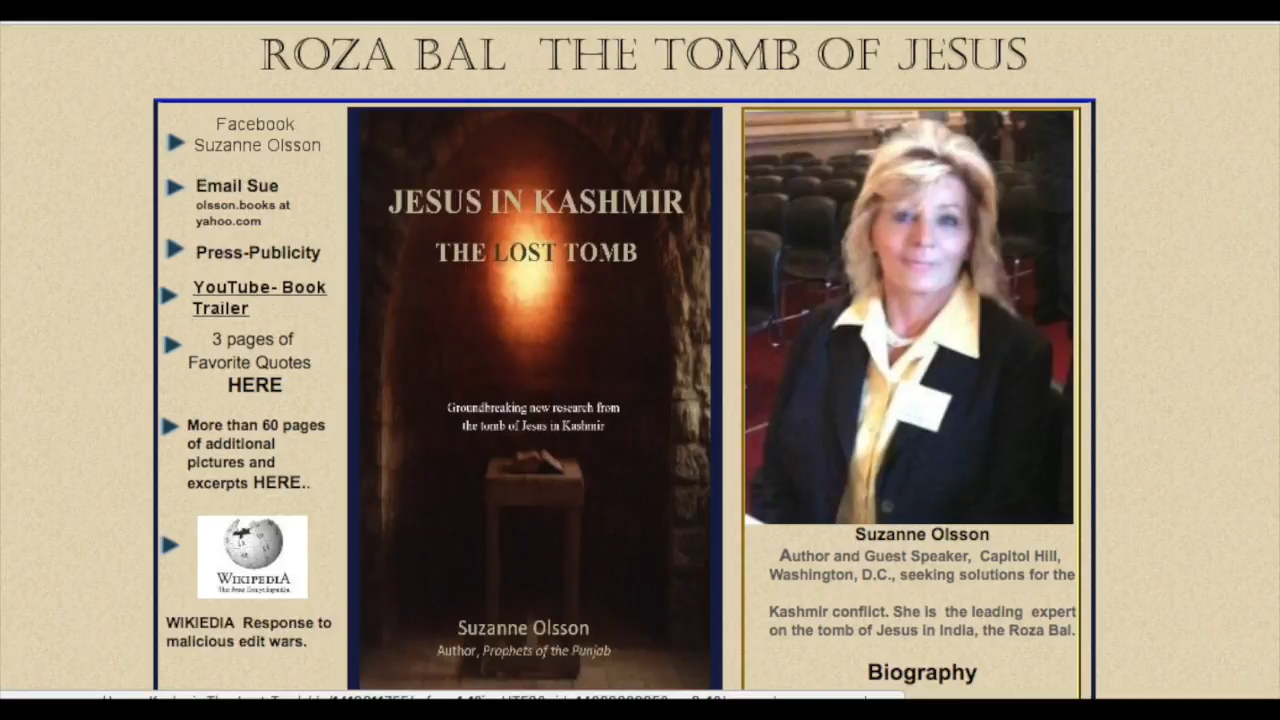 ROZA BAL THE TOMB OF JESUS
Facebook
Suzanne Olsson
Email Sue
olsson.books at
yahoo.com
Press-Publicity
YouTube- Book
Trailer
3 pages of
Favorite Quotes
HERE
More than 60 pages
of additional
pictures and
excerpts HERE..
WIKIPEDIA
The Free Encyclopedia
WIKIEDIA Response to
malicious edit wars.
JESUS IN KASHMIR
THE LOST TOMB
Groundbreaking new research from
the tomb of Jesus in Kashmir
Suzanne Olsson
Author, Prophets of the Punjab
Suzanne Olsson
Author and Guest Speaker, Capitol Hill,
Washington, D.C., seeking solutions for the
Kashmir conflict. She is the leading expert
on the tomb of Jesus in India, the Roza Bal.
Biography